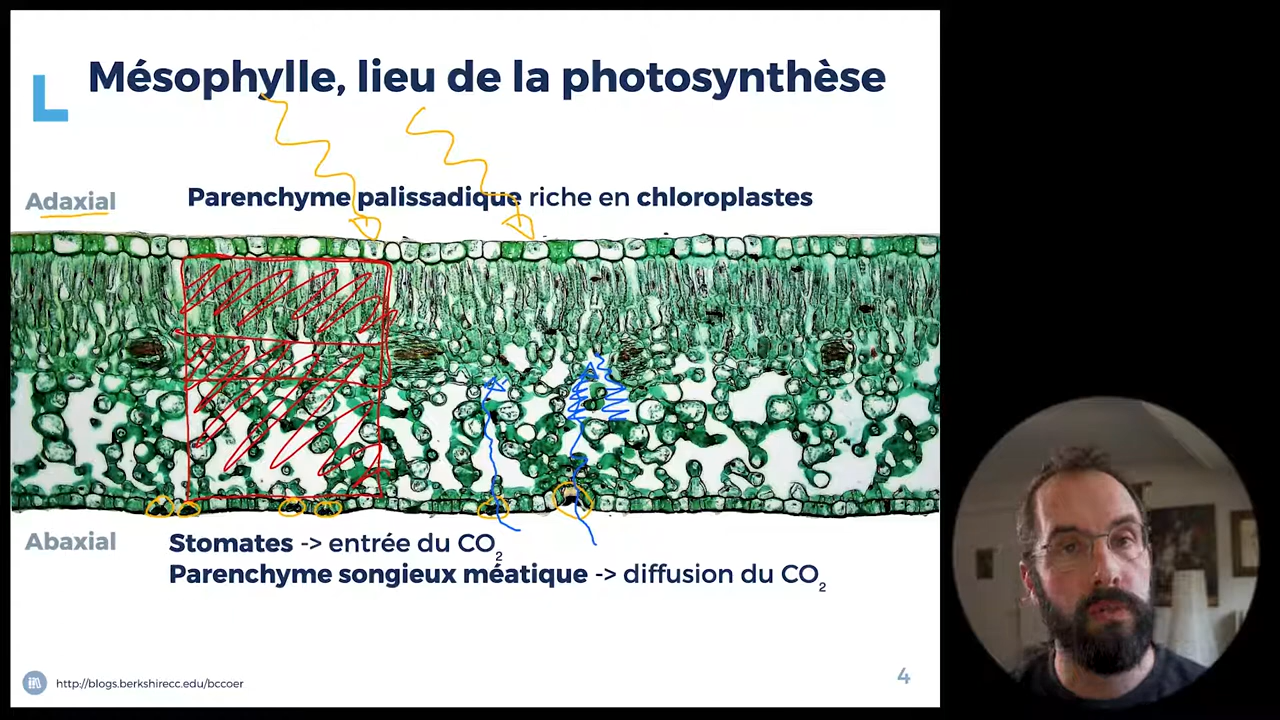 Mésophylle, lieu de la photosynthèse
Adaxial
Parenchyme palissadique riche en chloroplastes
Abaxial
Stomates -> entrée du CO2
Parenchyme songieux méatique -> diffusion du CO2
http://blogs.berkshirecc.edu/bccoer
4